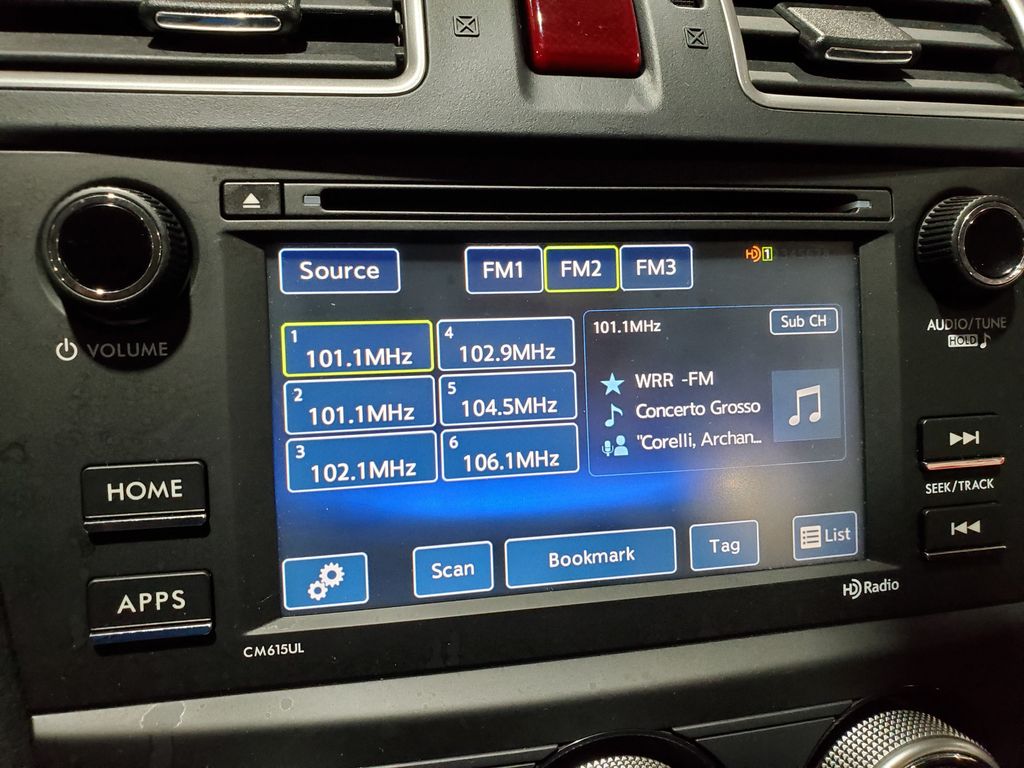 Source
FM1
FM2
FM3
HD 1
1
101.1MHz
4
102.9MHz
2
101.1MHz
5
104.5MHz
3
102.1MHz
6
106.1MHz
101.1MHz
Sub CH
WRR -FM
Concerto Grosso
"Corelli, Archan...
Scan
Bookmark
Tag
List
VOLUME
HOME
APPS
AUDIO/TUNE
HOLD
SEEK/TRACK
HD Radio
CM615UL